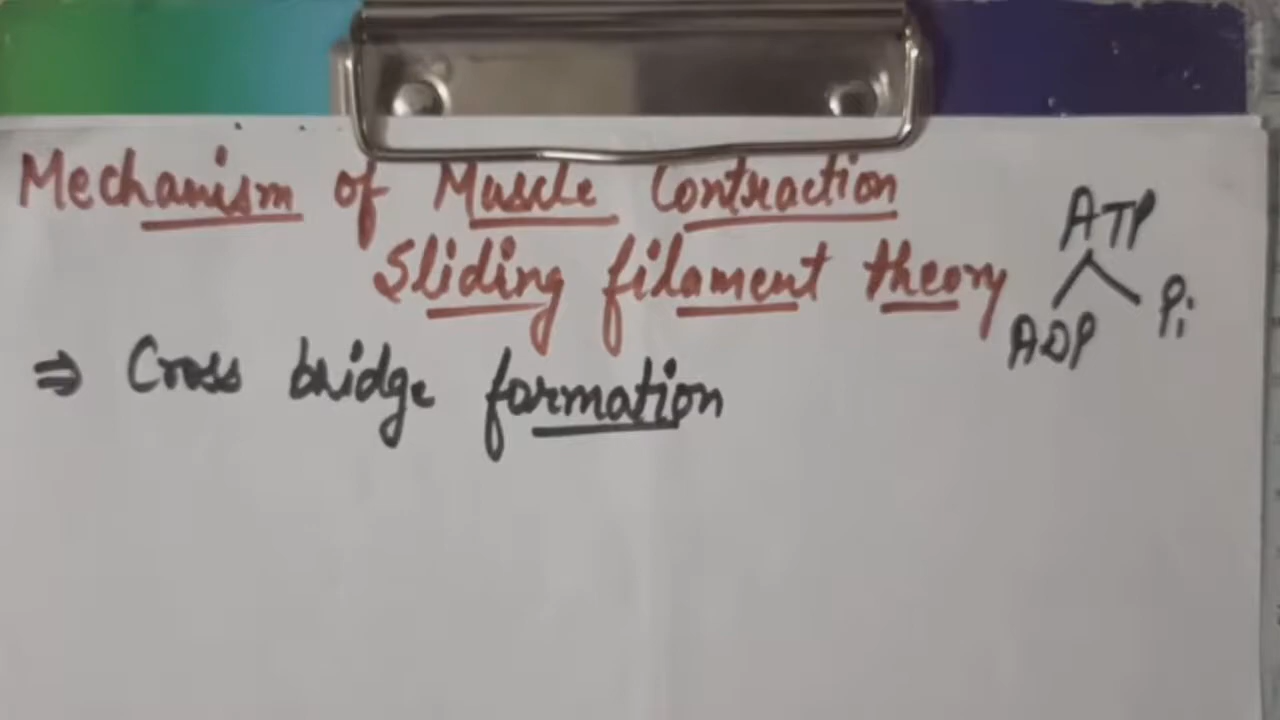 Mechanism of Muscle Contraction
Sliding filament theory
ATP
ADP Pi
⇒ Cross bridge formation